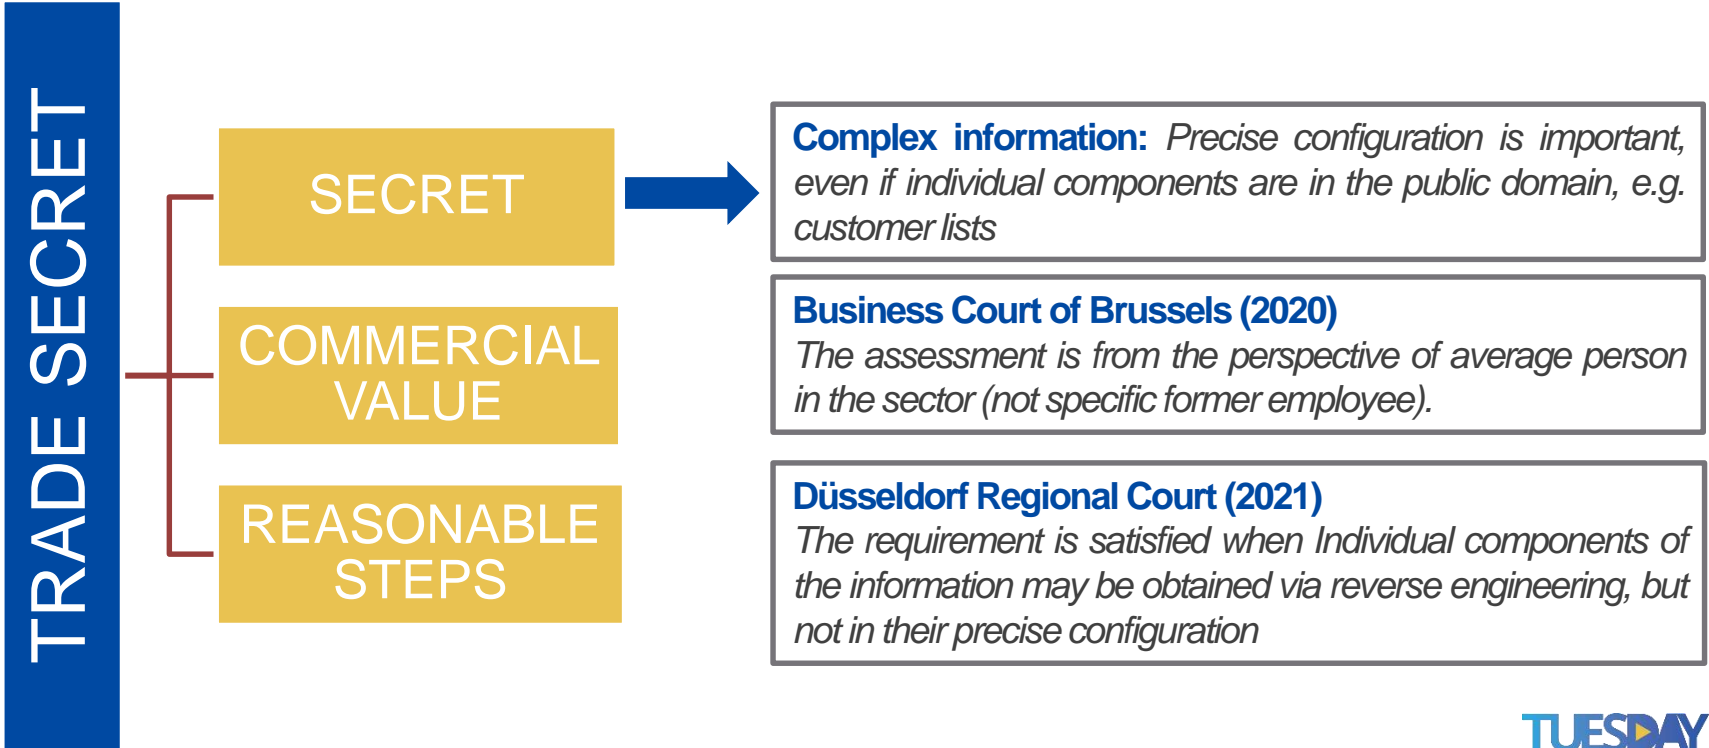 TRADE SECRET
SECRET
COMMERCIAL
VALUE
REASONABLE
STEPS
Complex information: Precise configuration is important,
even if individual components are in the public domain, e.g.
customer lists
Business Court of Brussels (2020)
The assessment is from the perspective of average person
in the sector (not specific former employee).
Düsseldorf Regional Court (2021)
The requirement is satisfied when Individual components of
the information may be obtained via reverse engineering, but
not in their precise configuration
TUESDAY